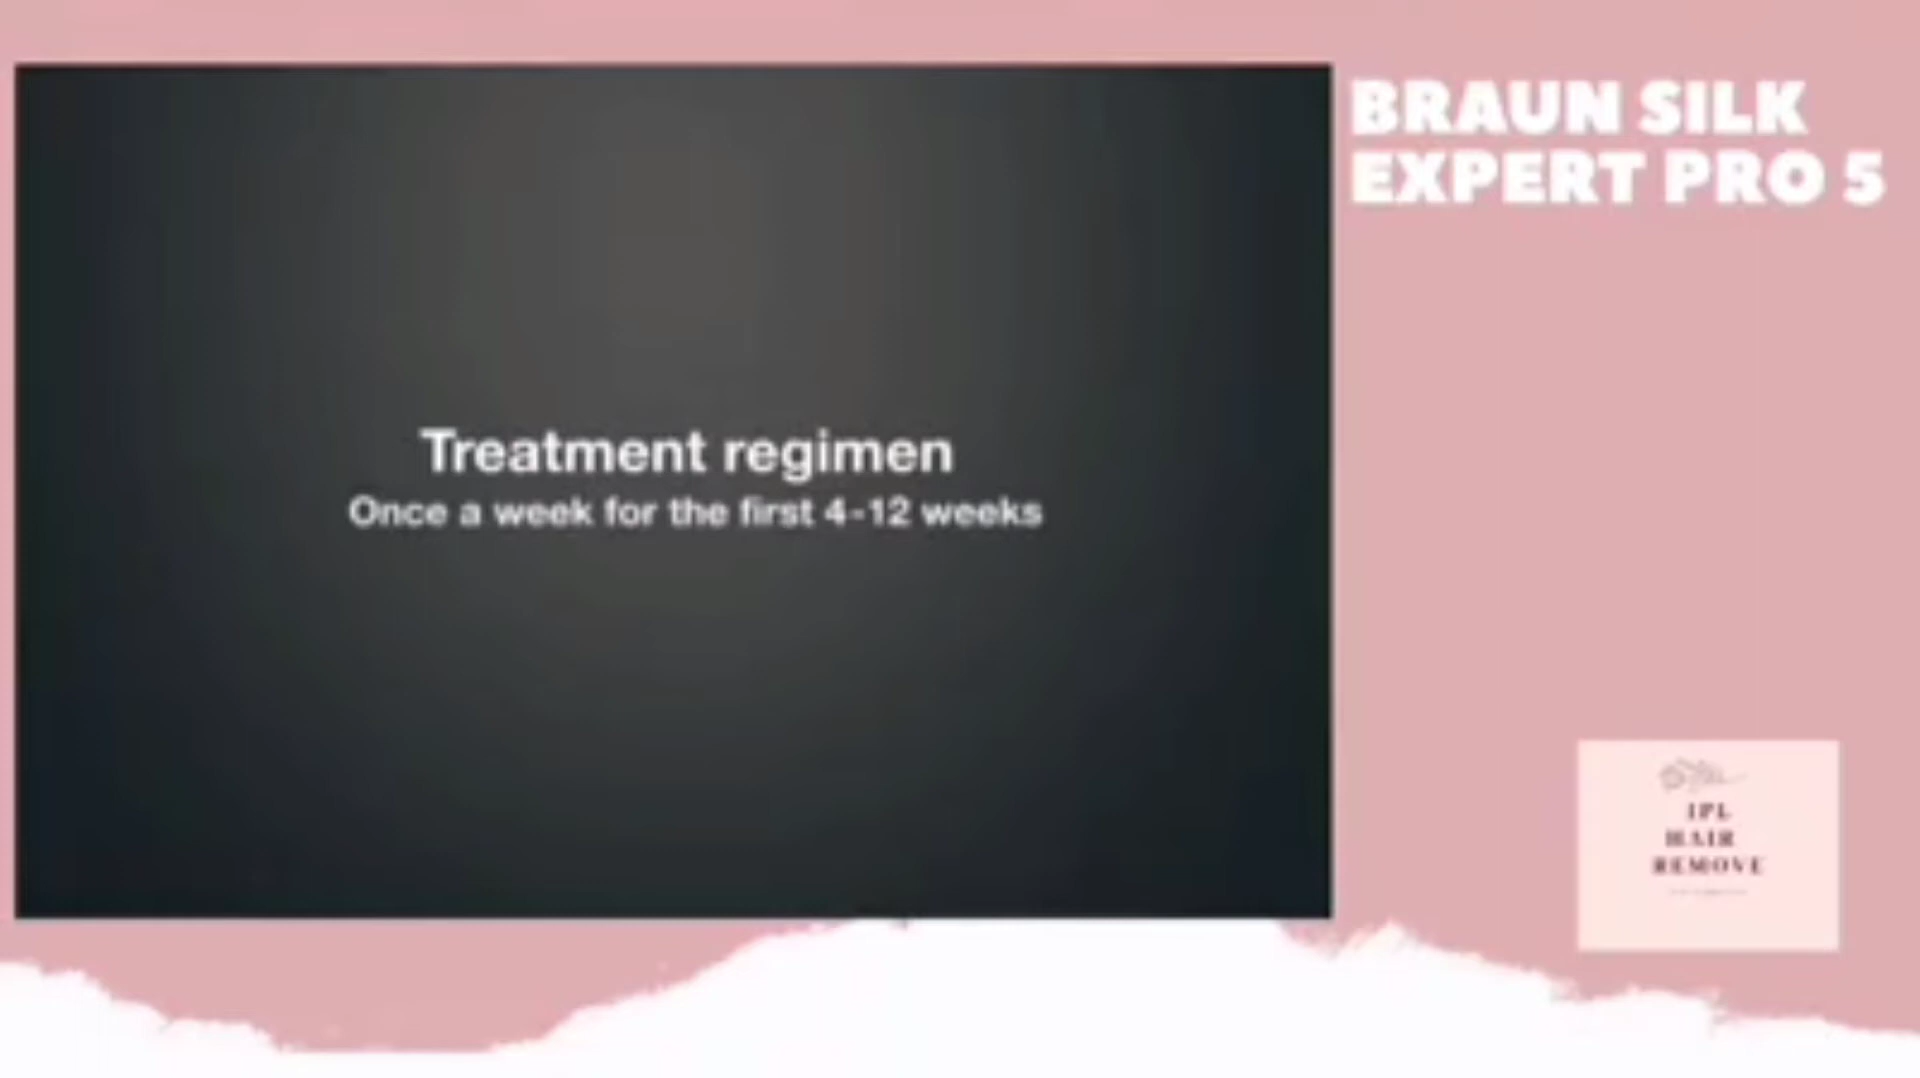 BRAUN SILK
EXPERT PRO 5
Treatment regimen
Once a week for the first 4-12 weeks
IPL
HAIR
REMOVE